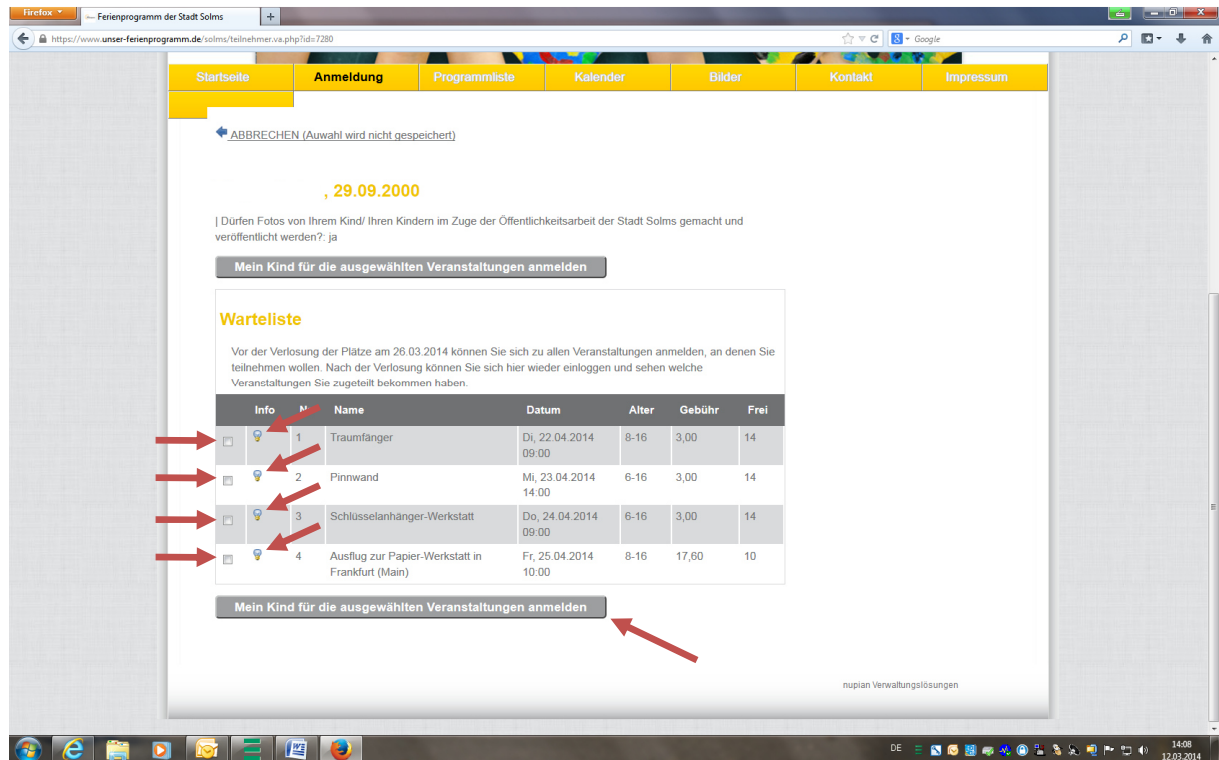 Firefox
Ferienprogramm der Stadt Solms
+
https://www.unser-ferienprogramm.de/solms/teilnehmer.va.php?id=7280
Google
Startseite Anmeldung Programmliste Kalender Bilder Kontakt Impressum
ABBRECHEN (Auwahl wird nicht gespeichert)
, 29.09.2000
| Dürfen Fotos von Ihrem Kind/ Ihren Kindern im Zuge der Öffentlichkeitsarbeit der Stadt Solms gemacht und
veröffentlicht werden?: ja
Mein Kind für die ausgewählten Veranstaltungen anmelden
Warteliste
Vor der Verlosung der Plätze am 26.03.2014 können Sie sich zu allen Veranstaltungen anmelden, an denen Sie
teilnehmen wollen. Nach der Verlosung können Sie sich hier wieder einloggen und sehen welche
Veranstaltungen Sie zugeteilt bekommen haben.
Info Name Datum Alter Gebühr Frei
1 Traumfänger Di, 22.04.2014 8-16 3,00 14
09:00
2 Pinnwand Mi, 23.04.2014 6-16 3,00 14
14:00
3 Schlüsselanhänger-Werkstatt Do, 24.04.2014 6-16 3,00 14
09:00
4 Ausflug zur Papier-Werkstatt in Fr, 25.04.2014 8-16 17,60 10
Frankfurt (Main) 10:00
Mein Kind für die ausgewählten Veranstaltungen anmelden
nupian Verwaltungslösungen
DE
14:08
12.03.2014